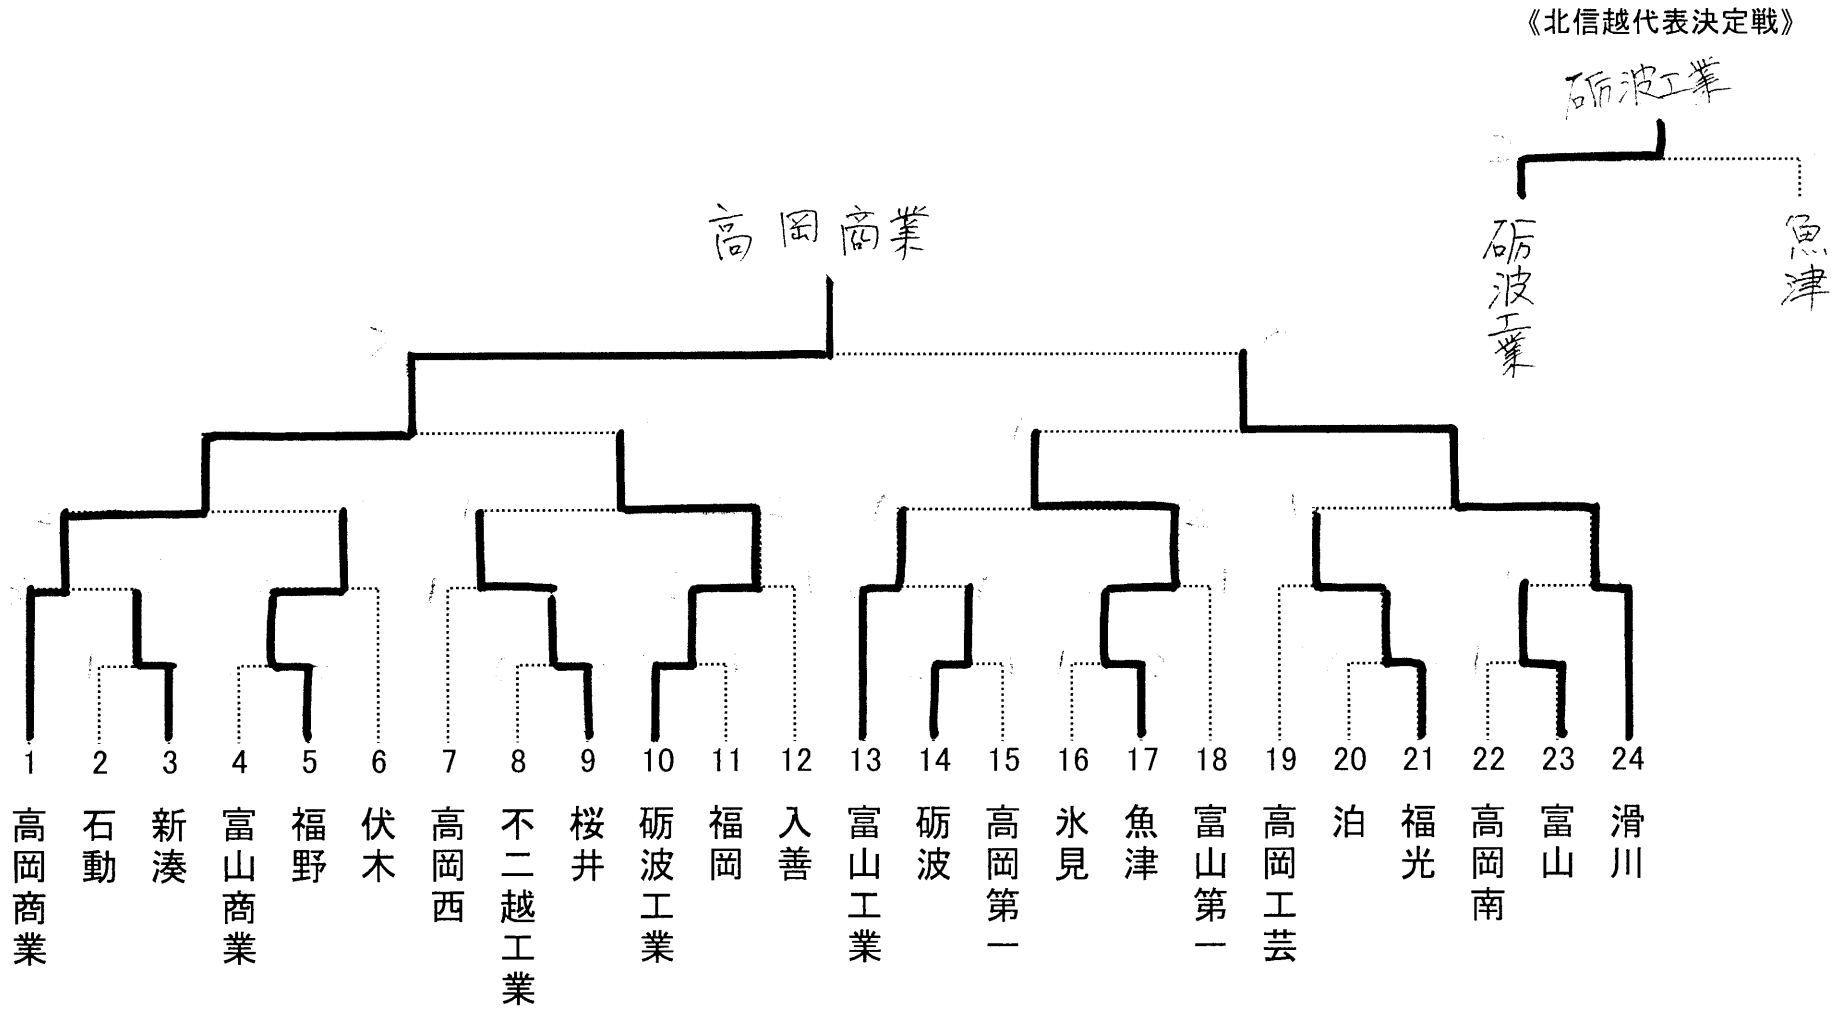 《北信越代表決定戦》
砺波工業
高岡商業
砺波工業
魚津
1 2 3 4 5 6 7 8 9 10 11 12 13 14 15 16 17 18 19 20 21 22 23 24
高岡商業
石動
新湊
富山商業
福野
伏木
高岡西
不二越工業
桜井
砺波工業
福岡
入善
富山工業
砺波
高岡第一
氷見
魚津
富山第一
高岡工芸
泊
福光
高岡南
富山
滑川